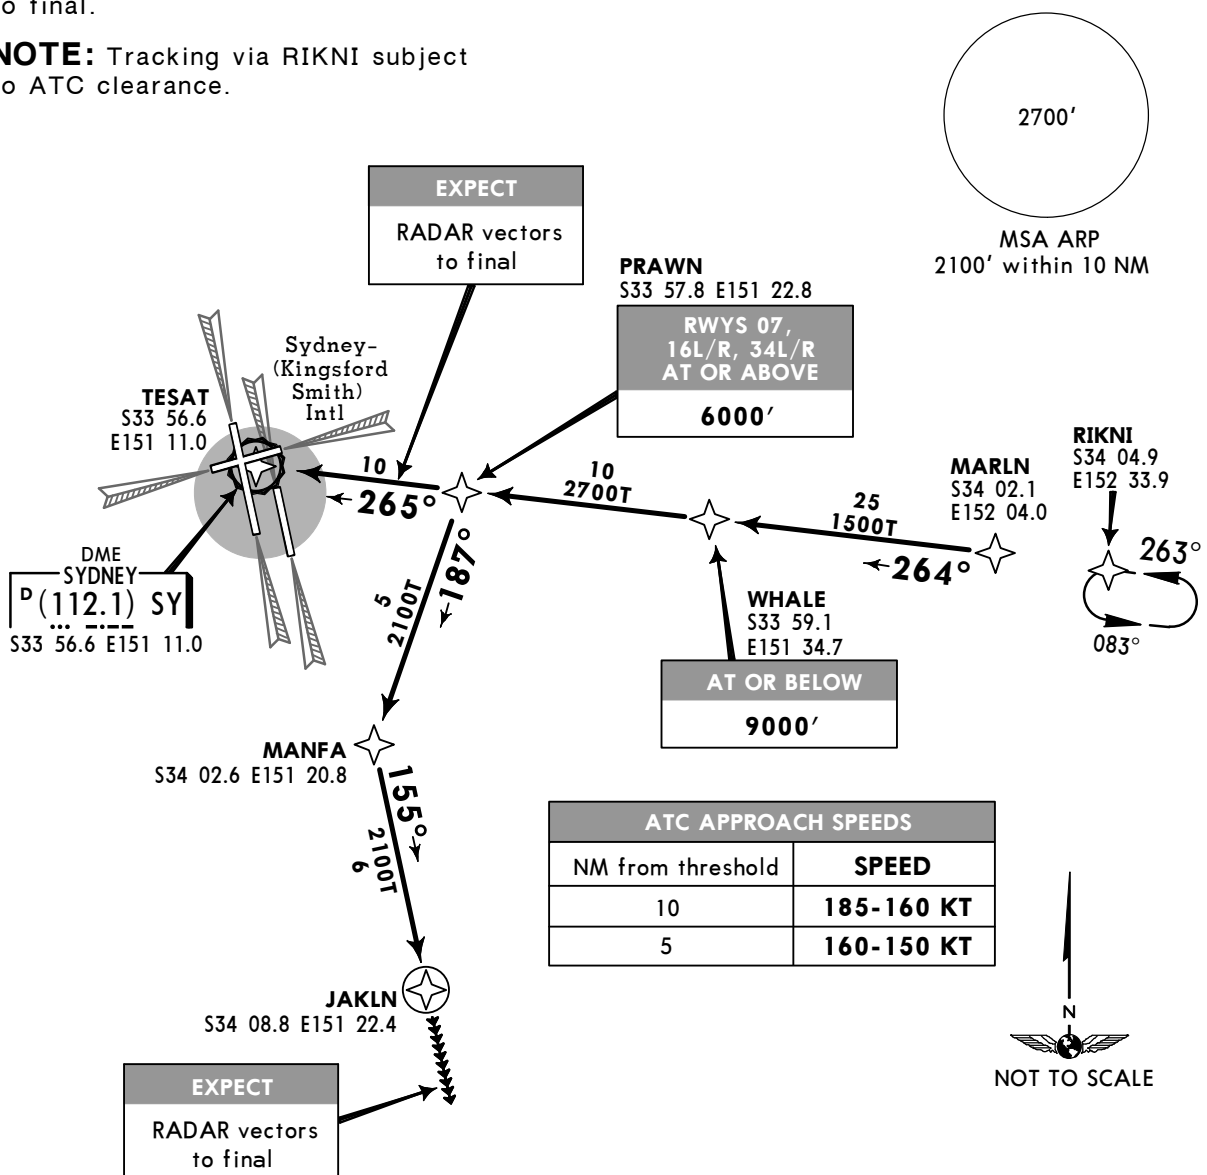 o final.
NOTE: Tracking via RIKNI subject
o ATC clearance.
2700'
MSA ARP
2100' within 10 NM
EXPECT
RADAR vectors
to final
PRAWN
S33 57.8 E151 22.8
RWYS 07,
16L/R, 34L/R
AT OR ABOVE
6000'
Sydney-
(Kingsford
Smith)
Intl
TESAT
S33 56.6
E151 11.0
10
265°
10
2700T
MARLN
S34 02.1
E152 04.0
25
1500T
264°
RIKNI
S34 04.9
E152 33.9
263°
083°
DME
SYDNEY
D (112.1) SY
S33 56.6 E151 11.0
187°
5
2100T
WHALE
S33 59.1
E151 34.7
AT OR BELOW
9000'
MANFA
S34 02.6 E151 20.8
155°
2100T
6
ATC APPROACH SPEEDS
NM from threshold SPEED
10 185-160 KT
5 160-150 KT
JAKLN
S34 08.8 E151 22.4
N
NOT TO SCALE
EXPECT
RADAR vectors
to final